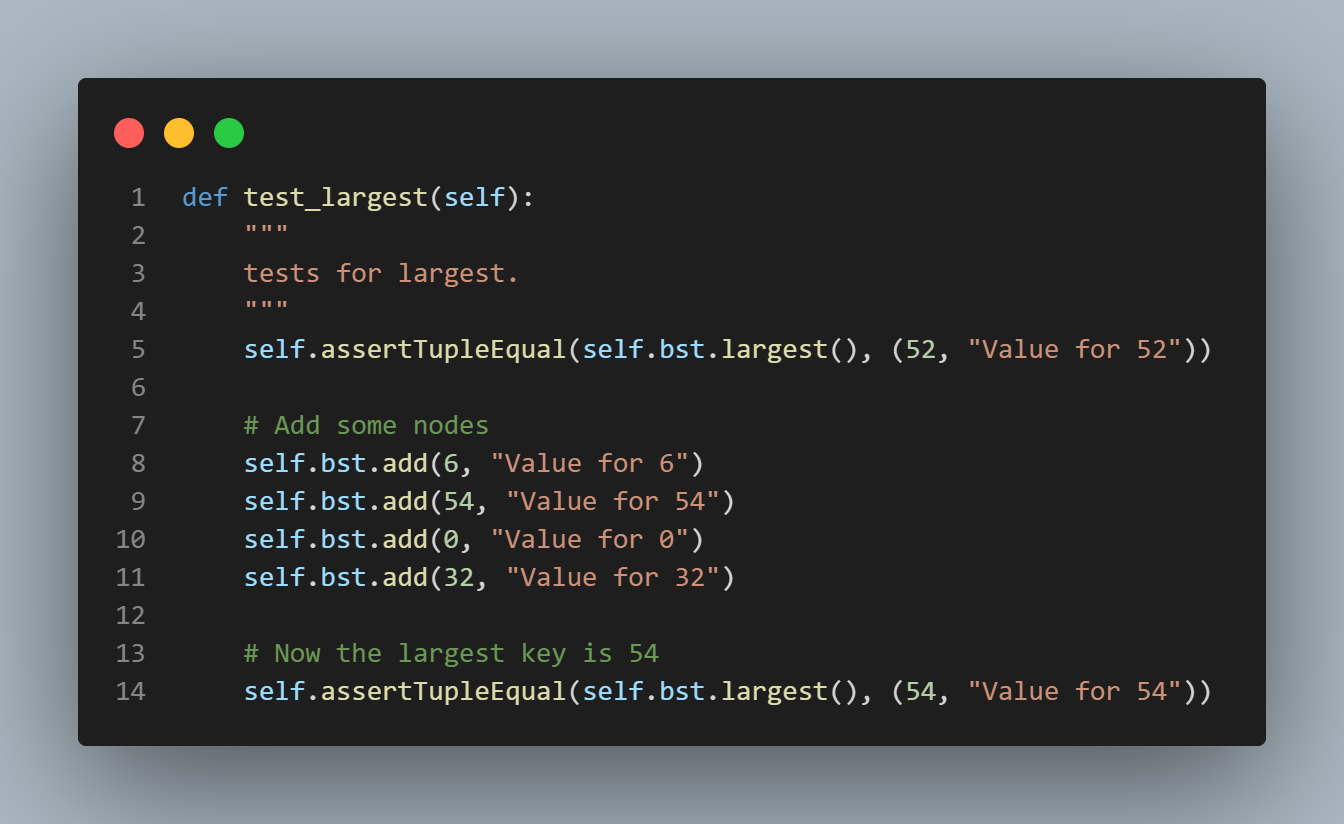 1 def test_largest(self):
2     """
3     tests for largest.
4     """
5     self.assertTupleEqual(self.bst.largest(), (52, "Value for 52"))
6
7     # Add some nodes
8     self.bst.add(6, "Value for 6")
9     self.bst.add(54, "Value for 54")
10     self.bst.add(0, "Value for 0")
11     self.bst.add(32, "Value for 32")
12
13     # Now the largest key is 54
14     self.assertTupleEqual(self.bst.largest(), (54, "Value for 54"))